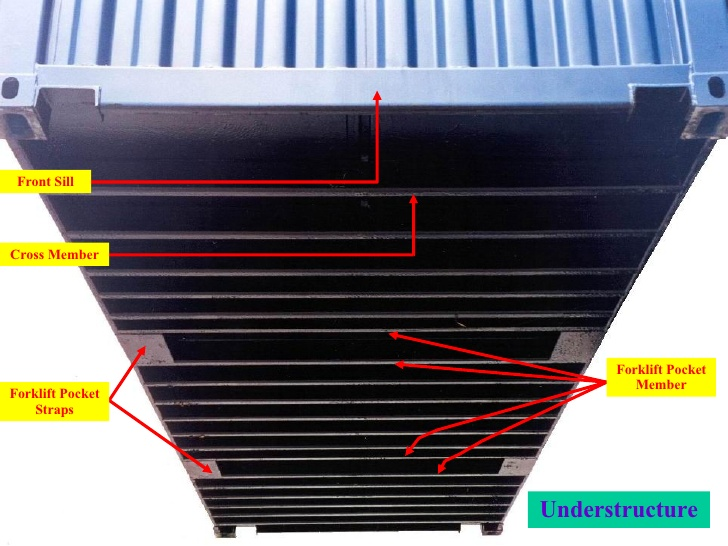 Front Sill
Cross Member
Forklift Pocket
Member
Forklift Pocket
Straps
Understructure